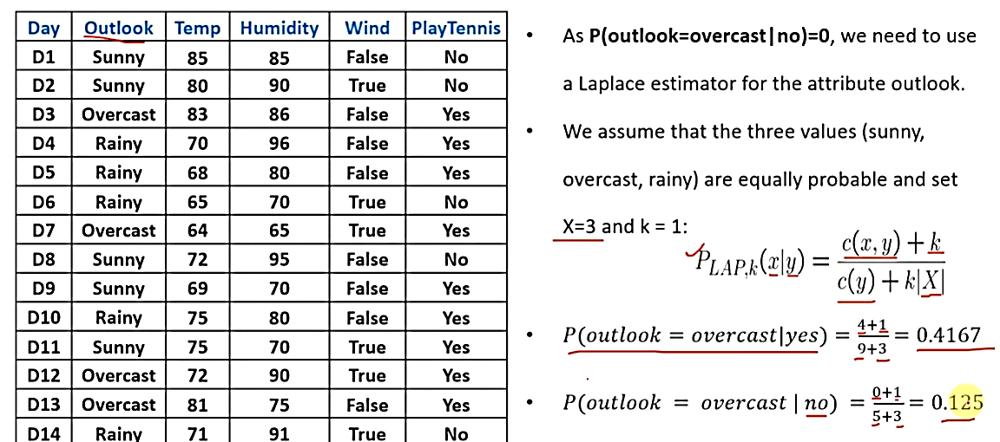 Day Outlook Temp Humidity Wind PlayTennis
D1 Sunny 85 85 False No
D2 Sunny 80 90 True No
D3 Overcast 83 86 False Yes
D4 Rainy 70 96 False Yes
D5 Rainy 68 80 False Yes
D6 Rainy 65 70 True No
D7 Overcast 64 65 True Yes
D8 Sunny 72 95 False No
D9 Sunny 69 70 False Yes
D10 Rainy 75 80 False Yes
D11 Sunny 75 70 True Yes
D12 Overcast 72 90 True Yes
D13 Overcast 81 75 False Yes
D14 Rainy 71 91 True No
• As P(outlook=overcast|no)=0, we need to use
a Laplace estimator for the attribute outlook.
• We assume that the three values (sunny,
overcast, rainy) are equally probable and set
X=3 and k = 1:
P_{LAP,k}(x|y) = \frac{c(x, y) + k}{c(y) + k|X|}
• P(outlook = overcast|yes) = \frac{4+1}{9+3} = 0.4167
• P(outlook = overcast | no) = \frac{0+1}{5+3} = 0.125